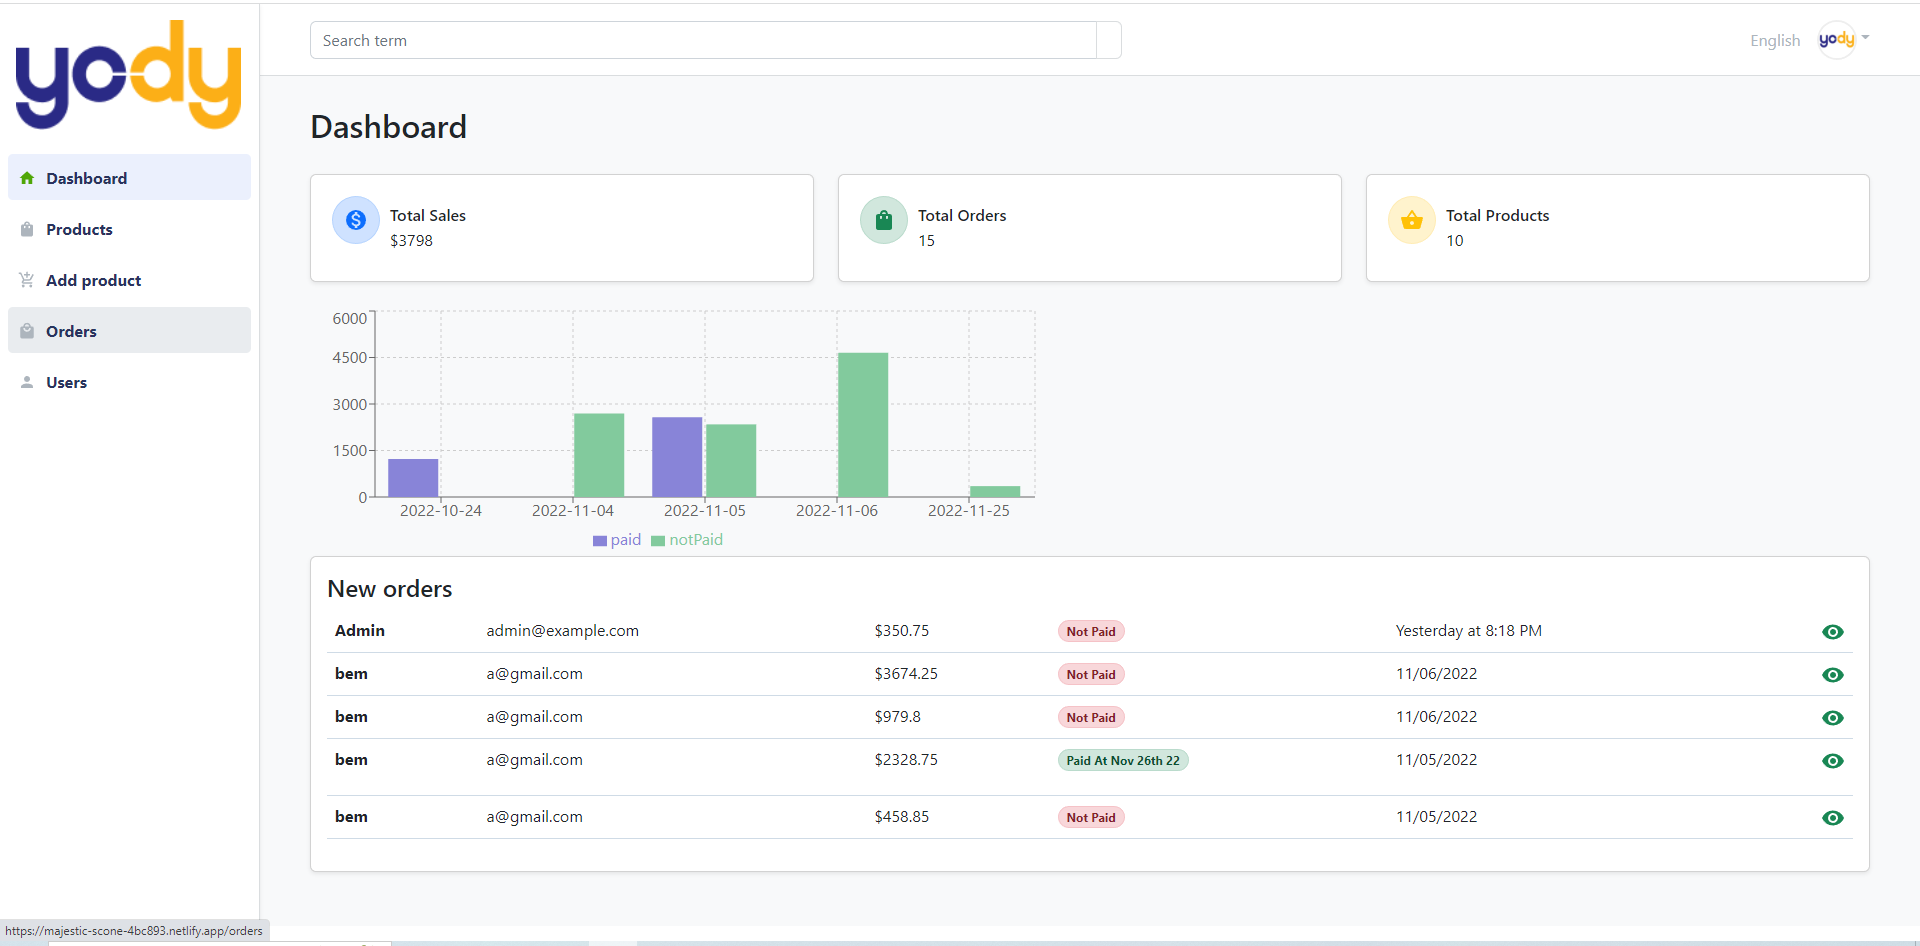 yody
Search term
English
yody
Dashboard
Products
Add product
Orders
Users
Dashboard
Total Sales
$3798
Total Orders
15
Total Products
10
6000
4500
3000
1500
0
2022-10-24 2022-11-04 2022-11-05 2022-11-06 2022-11-25
paid notPaid
New orders
Admin admin@example.com $350.75 Not Paid Yesterday at 8:18 PM
bem a@gmail.com $3674.25 Not Paid 11/06/2022
bem a@gmail.com $979.8 Not Paid 11/06/2022
bem a@gmail.com $2328.75 Paid At Nov 26th 22 11/05/2022
bem a@gmail.com $458.85 Not Paid 11/05/2022
https://majestic-scone-4bc893.netlify.app/orders